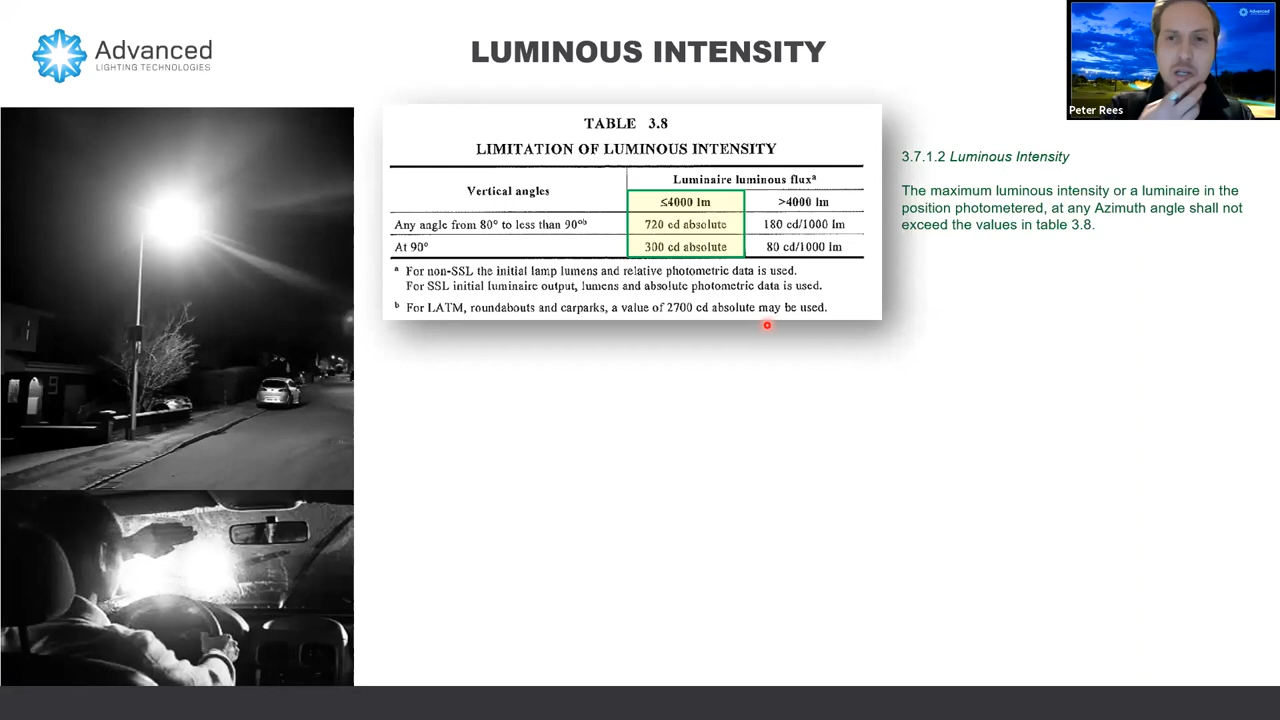 Advanced
LIGHTING TECHNOLOGIES
LUMINOUS INTENSITY
Advanced
Peter Rees
TABLE 3.8
LIMITATION OF LUMINOUS INTENSITY
Vertical angles
Luminaire luminous fluxᵃ
≤4000 lm
>4000 lm
Any angle from 80° to less than 90°ᵇ
720 cd absolute
180 cd/1000 lm
At 90°
300 cd absolute
80 cd/1000 lm
ᵃ For non-SSL the initial lamp lumens and relative photometric data is used.
For SSL initial luminaire output, lumens and absolute photometric data is used.
ᵇ For LATM, roundabouts and carparks, a value of 2700 cd absolute may be used.
3.7.1.2 Luminous Intensity
The maximum luminous intensity or a luminaire in the
position photometered, at any Azimuth angle shall not
exceed the values in table 3.8.